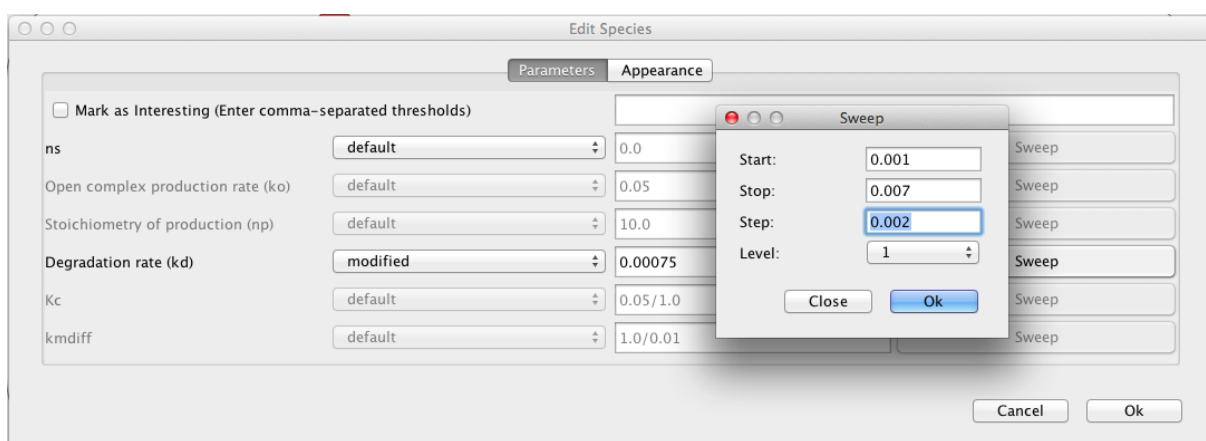 Edit Species
Parameters Appearance
Mark as Interesting (Enter comma-separated thresholds)
ns default 0.0 Sweep
Open complex production rate (ko) default 0.05 Sweep
Stoichiometry of production (np) default 10.0 Sweep
Degradation rate (kd) modified 0.00075 Sweep
Kc default 0.05/1.0 Sweep
kmdiff default 1.0/0.01 Sweep
Sweep
Start: 0.001
Stop: 0.007
Step: 0.002
Level: 1
Close Ok
Cancel Ok